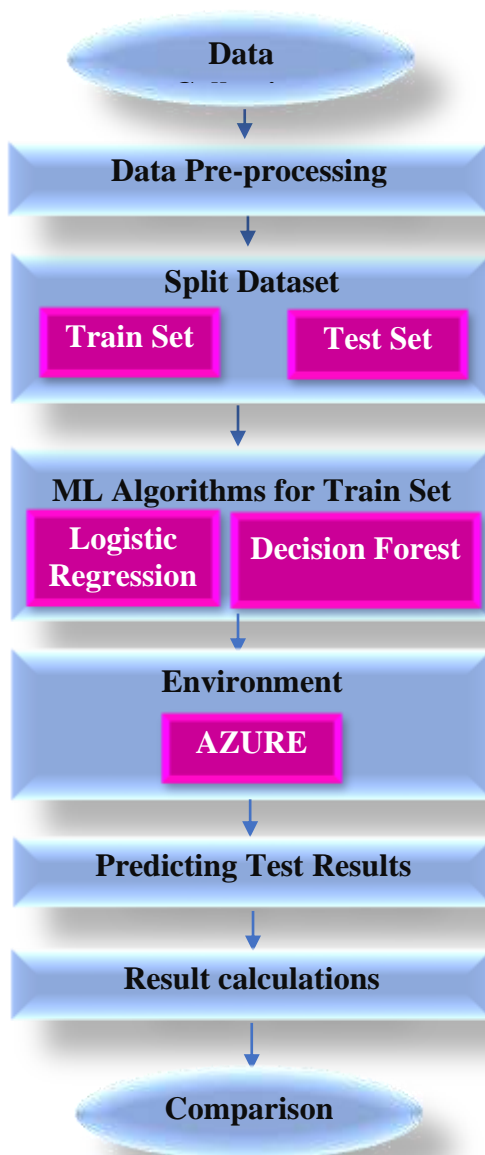 Data
Data Pre-processing
Split Dataset
Train Set
Test Set
ML Algorithms for Train Set
Logistic
Regression
Decision Forest
Environment
AZURE
Predicting Test Results
Result calculations
Comparison